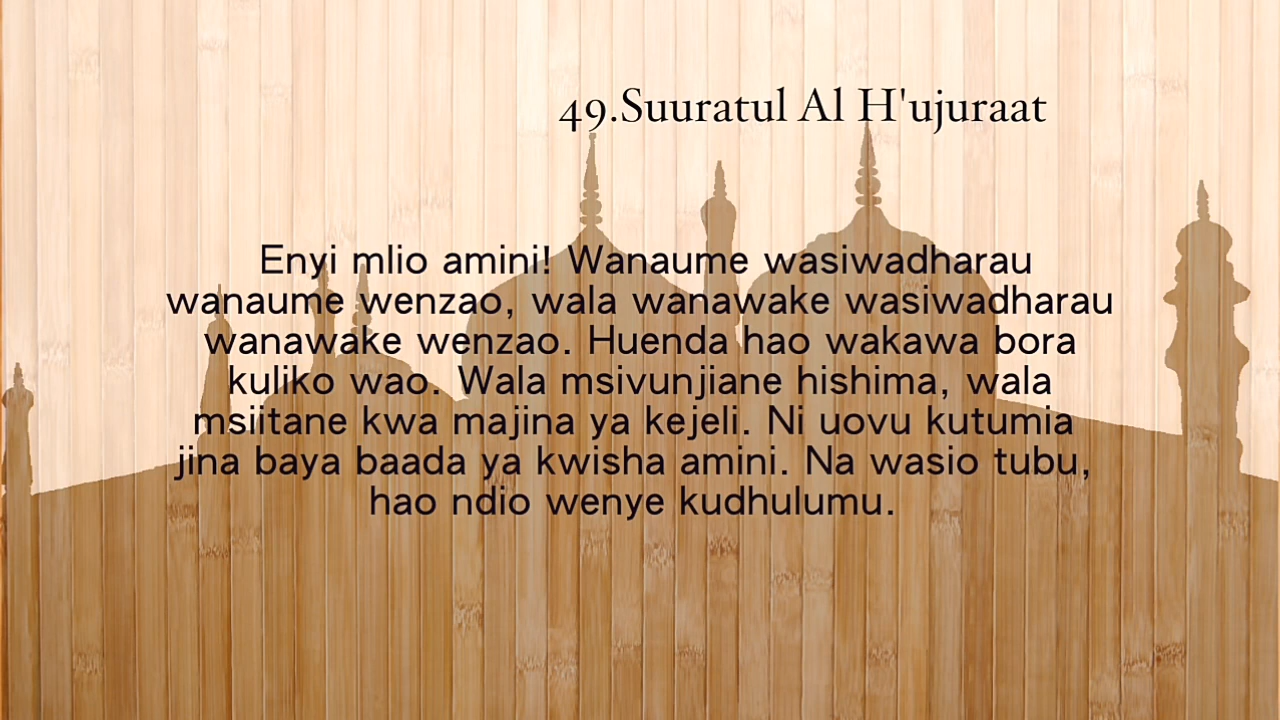 49.Suuratul Al H'ujuraat
Enyi mlio amini! Wanaume wasiwadharau
wanaume wenzao, wala wanawake wasiwadharau
wanawake wenzao. Huenda hao wakawa bora
kuliko wao. Wala msivunjiane hishima, wala
msiitane kwa majina ya kejeli. Ni uovu kutumia
jina baya baada ya kwisha amini. Na wasio tubu,
hao ndio wenye kudhulumu.